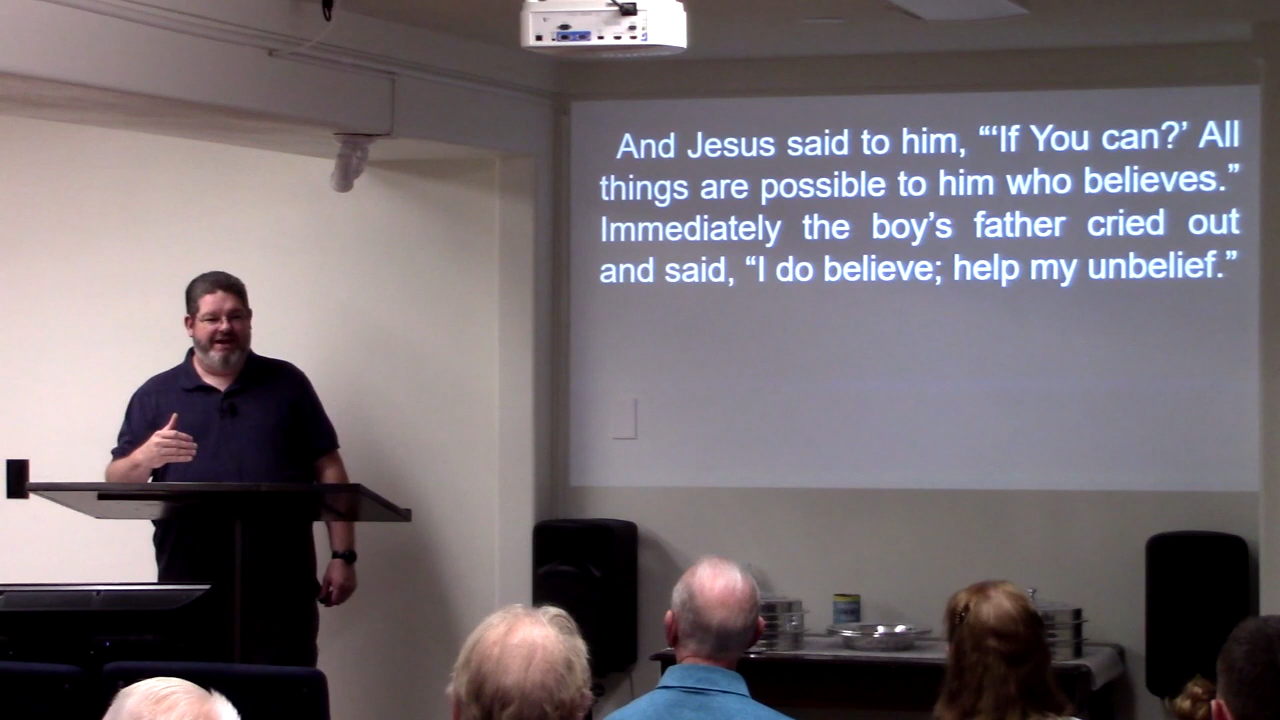 And Jesus said to him, “‘If You can?’ All
things are possible to him who believes.”
Immediately the boy’s father cried out
and said, “I do believe; help my unbelief.”